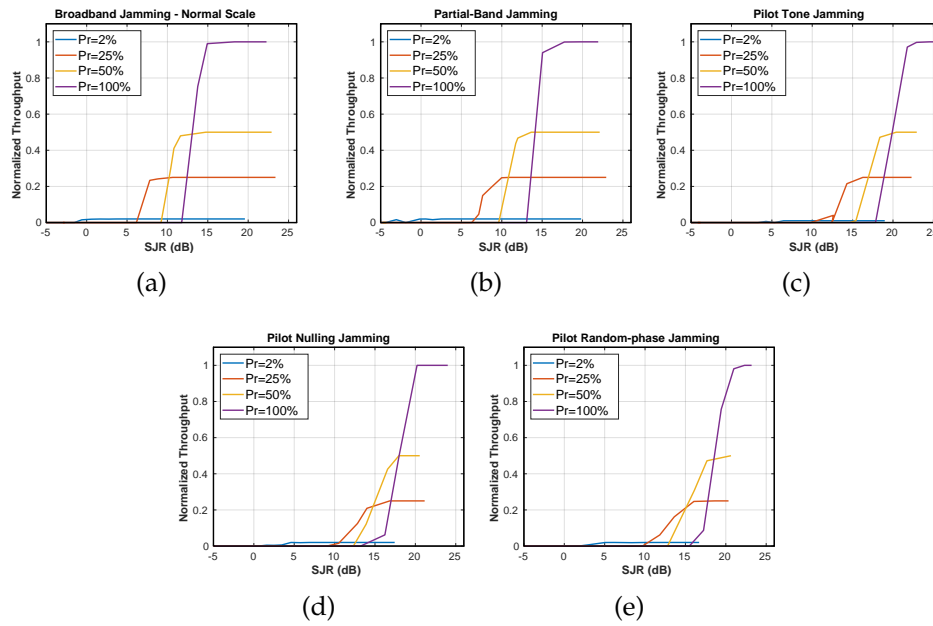 Broadband Jamming - Normal Scale
Pr=2%
Pr=25%
Pr=50%
Pr=100%
Normalized Throughput
1
0.8
0.6
0.4
0.2
0
-5 0 5 10 15 20 25
SJR (dB)
(a)
Partial-Band Jamming
Pr=2%
Pr=25%
Pr=50%
Pr=100%
Normalized Throughput
1
0.8
0.6
0.4
0.2
0
-5 0 5 10 15 20 25
SJR (dB)
(b)
Pilot Tone Jamming
Pr=2%
Pr=25%
Pr=50%
Pr=100%
Normalized Throughput
1
0.8
0.6
0.4
0.2
0
-5 0 5 10 15 20 25
SJR (dB)
(c)
Pilot Nulling Jamming
Pr=2%
Pr=25%
Pr=50%
Pr=100%
Normalized Throughput
1
0.8
0.6
0.4
0.2
0
-5 0 5 10 15 20 25
SJR (dB)
(d)
Pilot Random-phase Jamming
Pr=2%
Pr=25%
Pr=50%
Pr=100%
Normalized Throughput
1
0.8
0.6
0.4
0.2
0
-5 0 5 10 15 20 25
SJR (dB)
(e)